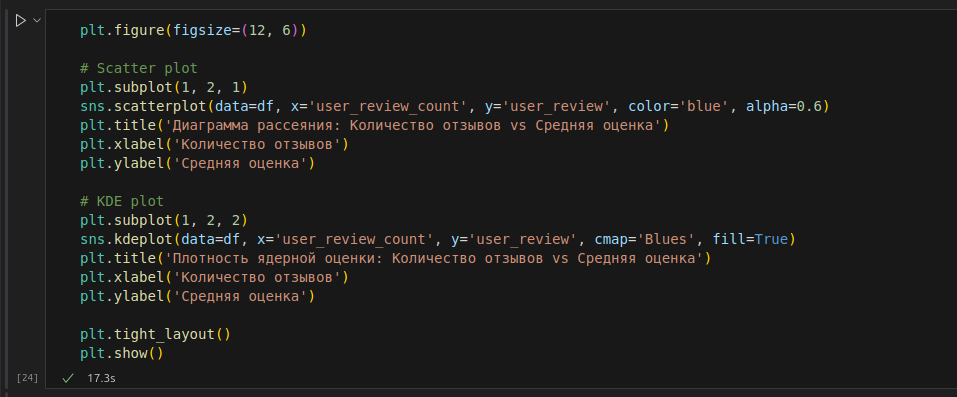 plt.figure(figsize=(12, 6))
# Scatter plot
plt.subplot(1, 2, 1)
sns.scatterplot(data=df, x='user_review_count', y='user_review', color='blue', alpha=0.6)
plt.title('Диаграмма рассеяния: Количество отзывов vs Средняя оценка')
plt.xlabel('Количество отзывов')
plt.ylabel('Средняя оценка')
# KDE plot
plt.subplot(1, 2, 2)
sns.kdeplot(data=df, x='user_review_count', y='user_review', cmap='Blues', fill=True)
plt.title('Плотность ядерной оценки: Количество отзывов vs Средняя оценка')
plt.xlabel('Количество отзывов')
plt.ylabel('Средняя оценка')
plt.tight_layout()
plt.show()
[24] 17.3s